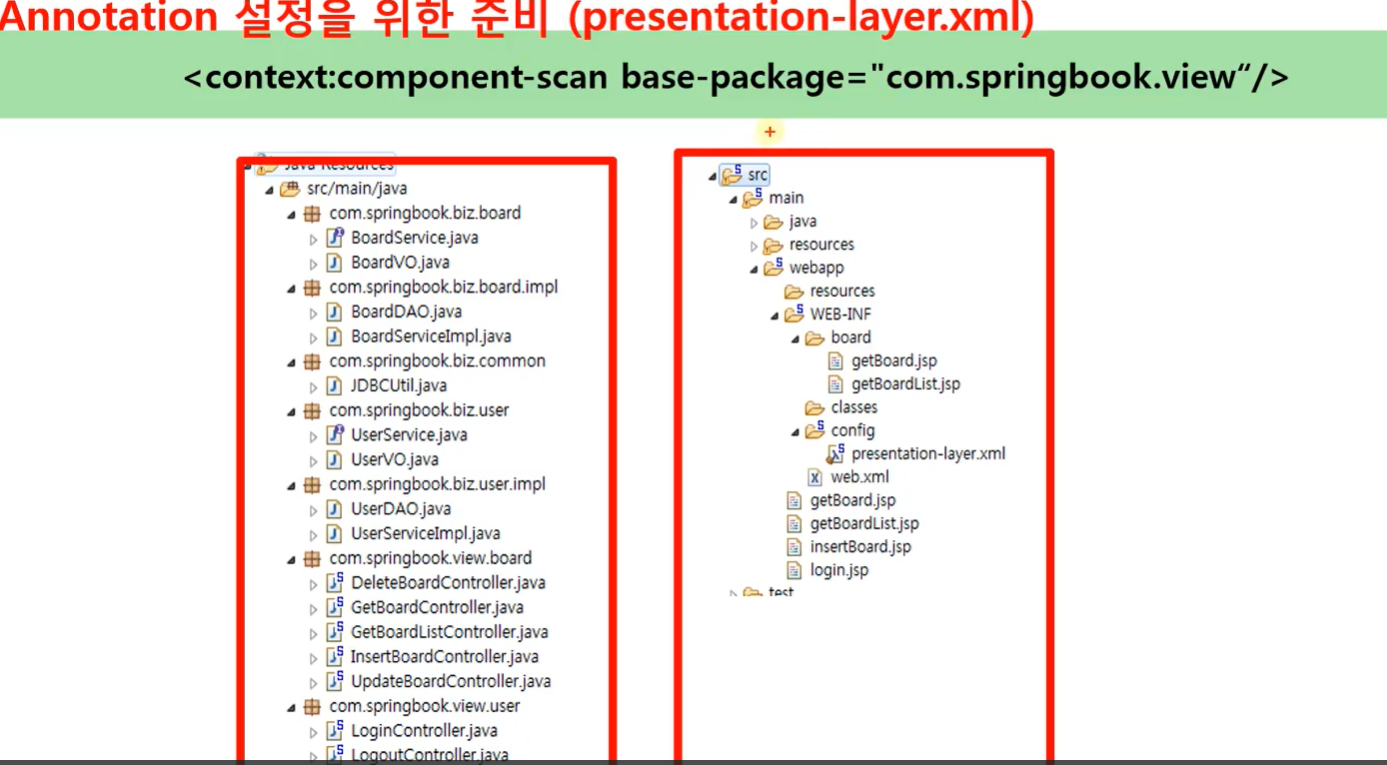 Annotation 설정을 위한 준비 (presentation-layer.xml)
<context:component-scan base-package="com.springbook.view“/>
Java Resources
src/main/java
com.springbook.biz.board
BoardService.java
BoardVO.java
com.springbook.biz.board.impl
BoardDAO.java
BoardServiceImpl.java
com.springbook.biz.common
JDBCUtil.java
com.springbook.biz.user
UserService.java
UserVO.java
com.springbook.biz.user.impl
UserDAO.java
UserServiceImpl.java
com.springbook.view.board
DeleteBoardController.java
GetBoardController.java
GetBoardListController.java
InsertBoardController.java
UpdateBoardController.java
com.springbook.view.user
LoginController.java
LogoutController.java
src
main
java
resources
webapp
resources
WEB-INF
board
getBoard.jsp
getBoardList.jsp
classes
config
presentation-layer.xml
web.xml
getBoard.jsp
getBoardList.jsp
insertBoard.jsp
login.jsp
test